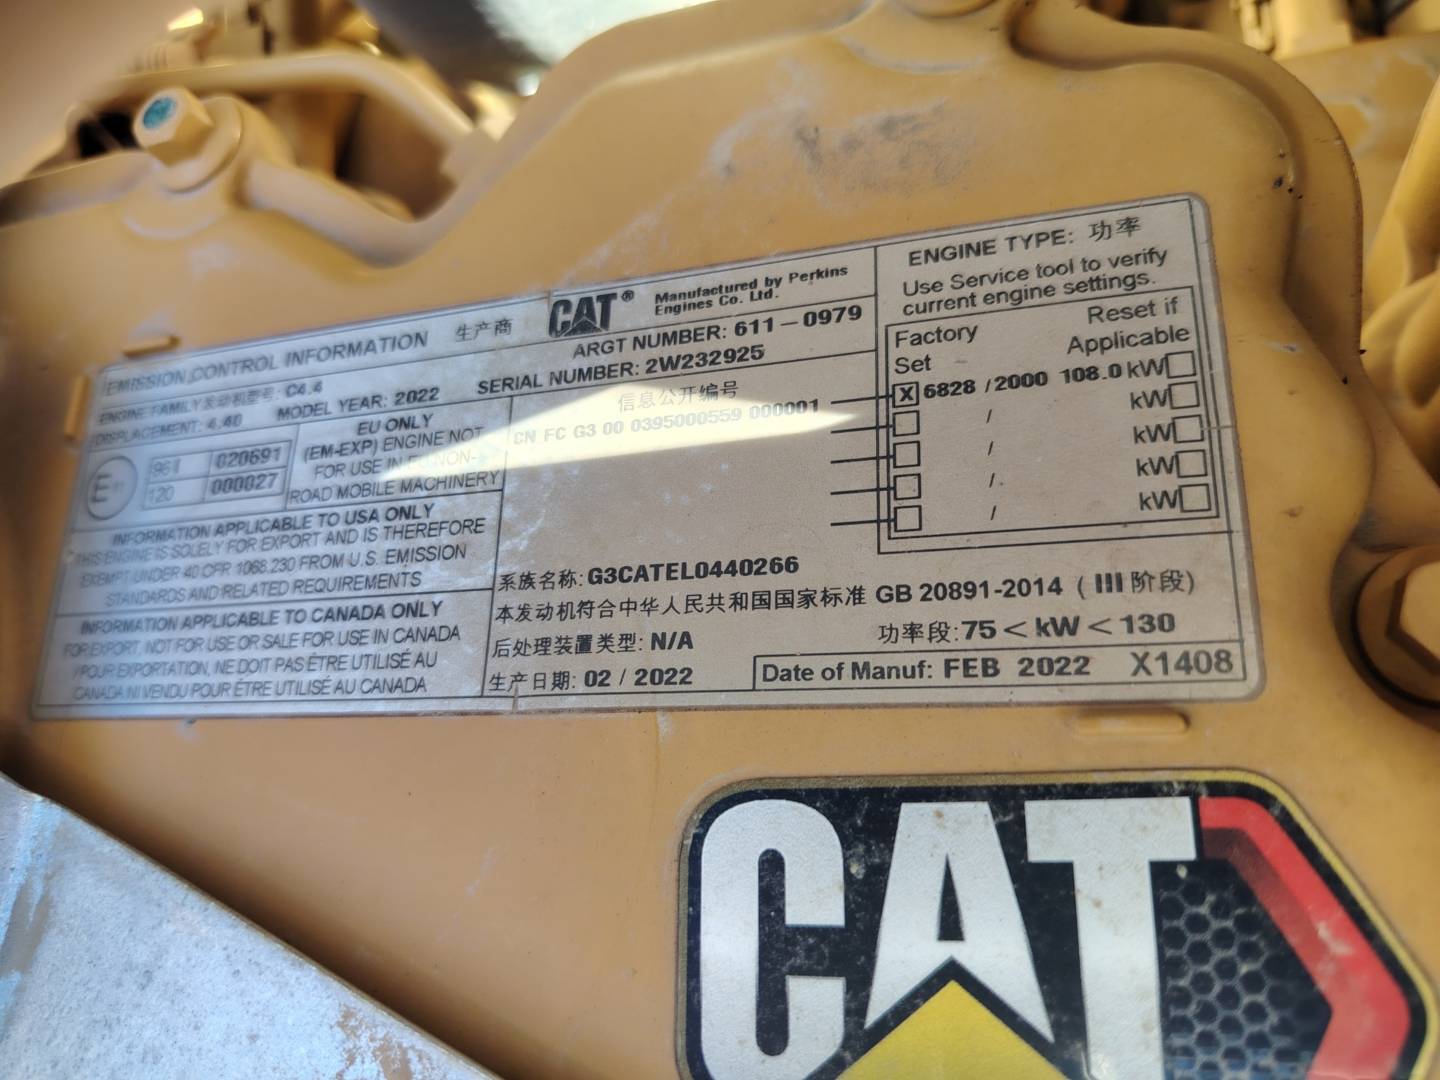 EMISSION CONTROL INFORMATION 生产商 CAT® Manufactured by Perkins
Engines Co. Ltd.
ENGINE FAMILY 发动机型号: C4.4 ARGT NUMBER: 611-0979
DISPLACEMENT: 4.40 MODEL YEAR: 2022 SERIAL NUMBER: 2W232925
E
96 020691
120 000027
EU ONLY
(EM-EXP) ENGINE NOT
FOR USE IN EU NON-
ROAD MOBILE MACHINERY
INFORMATION APPLICABLE TO USA ONLY
THIS ENGINE IS SOLELY FOR EXPORT AND IS THEREFORE
EXEMPT UNDER 40 CFR 1068.230 FROM U.S. EMISSION
STANDARDS AND RELATED REQUIREMENTS
INFORMATION APPLICABLE TO CANADA ONLY
FOR EXPORT, NOT FOR USE OR SALE FOR USE IN CANADA
/POUR EXPORTATION, NE DOIT PAS ÊTRE UTILISÉ AU
CANADA NI VENDU POUR ÊTRE UTILISÉ AU CANADA
信息公开编号
CN FC G3 00 0395000559 000001
ENGINE TYPE: 功率
Use Service tool to verify
current engine settings.
Factory Reset if
Set Applicable
X 6828 /2000 108.0 kW
/ kW
/ kW
/ kW
/ kW
系族名称: G3CATEL0440266
本发动机符合中华人民共和国国家标准 GB 20891-2014 ( III 阶段)
后处理装置类型: N/A 功率段: 75 < kW < 130
生产日期: 02 / 2022 Date of Manuf: FEB 2022 X1408
CAT